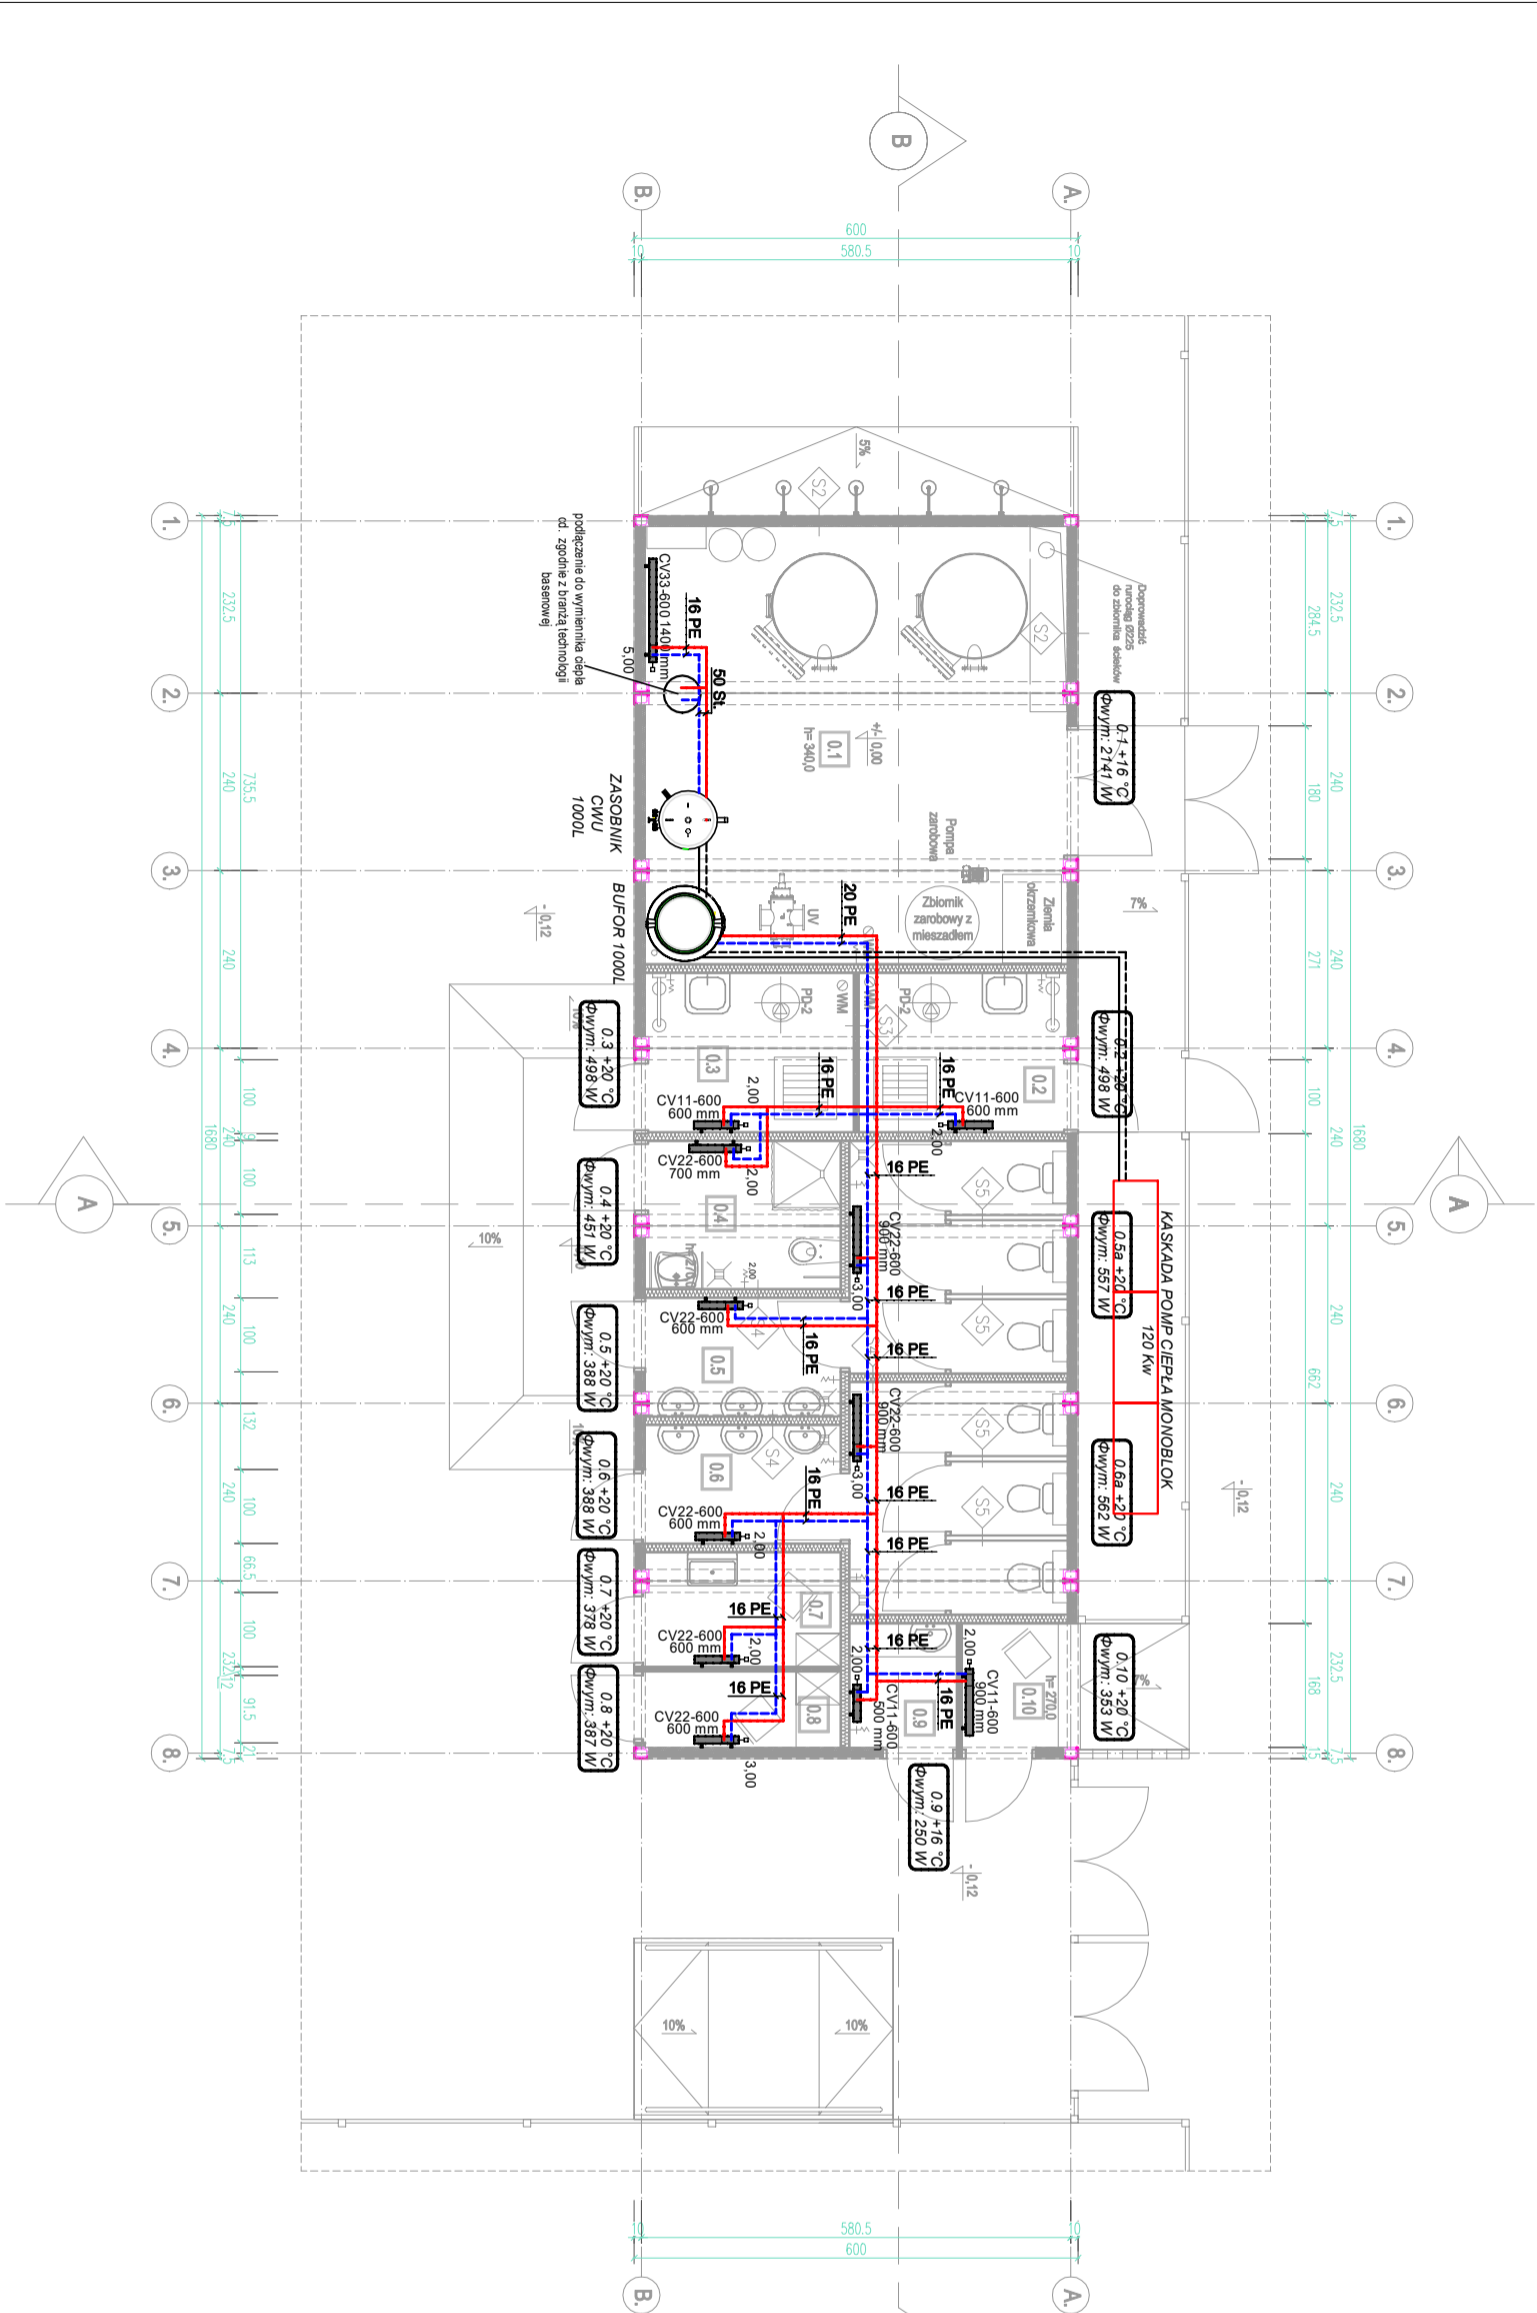 B
B.
A.
600
10
580.5
10
5%
S2
1.
1.
7.5
7.5
podłączenie do wymiennika ciepła
cd. zgodnie z branżą technologii
basenowej
CV33-600
1400 mm
5,00
16 PE
50 St.
Doprowadzić
rurociąg Ø225
do zbiornika ścieków
S2
232.5
232.5
284.5
2.
2.
0.1 +16 °C
Φwym: 2141 W
+/- 0,00
0.1
h= 340,0
240
735.5
180
240
ZASOBNIK
CWU
1000L
Pompa
zarobowa
3.
3.
BUFOR 1000L
UV
20 PE
Zbiornik
zarobowy z
mieszadłem
Ziemia
okrzemkowa
7%
- 0,12
240
271
240
PD-2
WM
WM
PD-2
S3
10%
0.3 +20 °C
Φwym: 498 W
0.2 +20 °C
Φwym: 498 W
4.
4.
0.3
0.2
16 PE
16 PE
CV11-600
600 mm
2,00
CV11-600
600 mm
2,00
100
100
9
240
1680
240
1680
CV22-600
700 mm
2,00
16 PE
S5
0.4 +20 °C
Φwym: 451 W
0.4
100
A
A
5.
5.
KASKADA POMP CIEPŁA MONOBLOK
120 Kw
0.5a +20 °C
Φwym: 557 W
CV22-600
900 mm
3,00
10%
2,00
113
16 PE
CV22-600
600 mm
S5
16 PE
16 PE
0.5 +20 °C
Φwym: 388 W
0.5
240
100
240
662
6.
6.
CV22-600
900 mm
3,00
S5
132
S4
0.6
0.6 +20 °C
Φwym: 388 W
0.6a +20 °C
Φwym: 562 W
- 0,12
16 PE
16 PE
S5
CV22-600
600 mm
2,00
16 PE
240
100
240
66.5
7.
7.
0.7
16 PE
0.7 +20 °C
Φwym: 378 W
CV22-600
600 mm
2,00
16 PE
2,00
100
0.10 +20 °C
Φwym: 353 W
7%
h= 270,0
0.10
CV11-600
900 mm
2,00
16 PE
CV11-600
500 mm
0.9
0.8
16 PE
0.8 +20 °C
Φwym: 387 W
CV22-600
600 mm
3,00
12
91.5
21
232.5
168
15
7.5
7.5
8.
8.
0.9 +16 °C
Φwym: 250 W
- 0,12
10%
10%
10
580.5
10
600
B.
A.